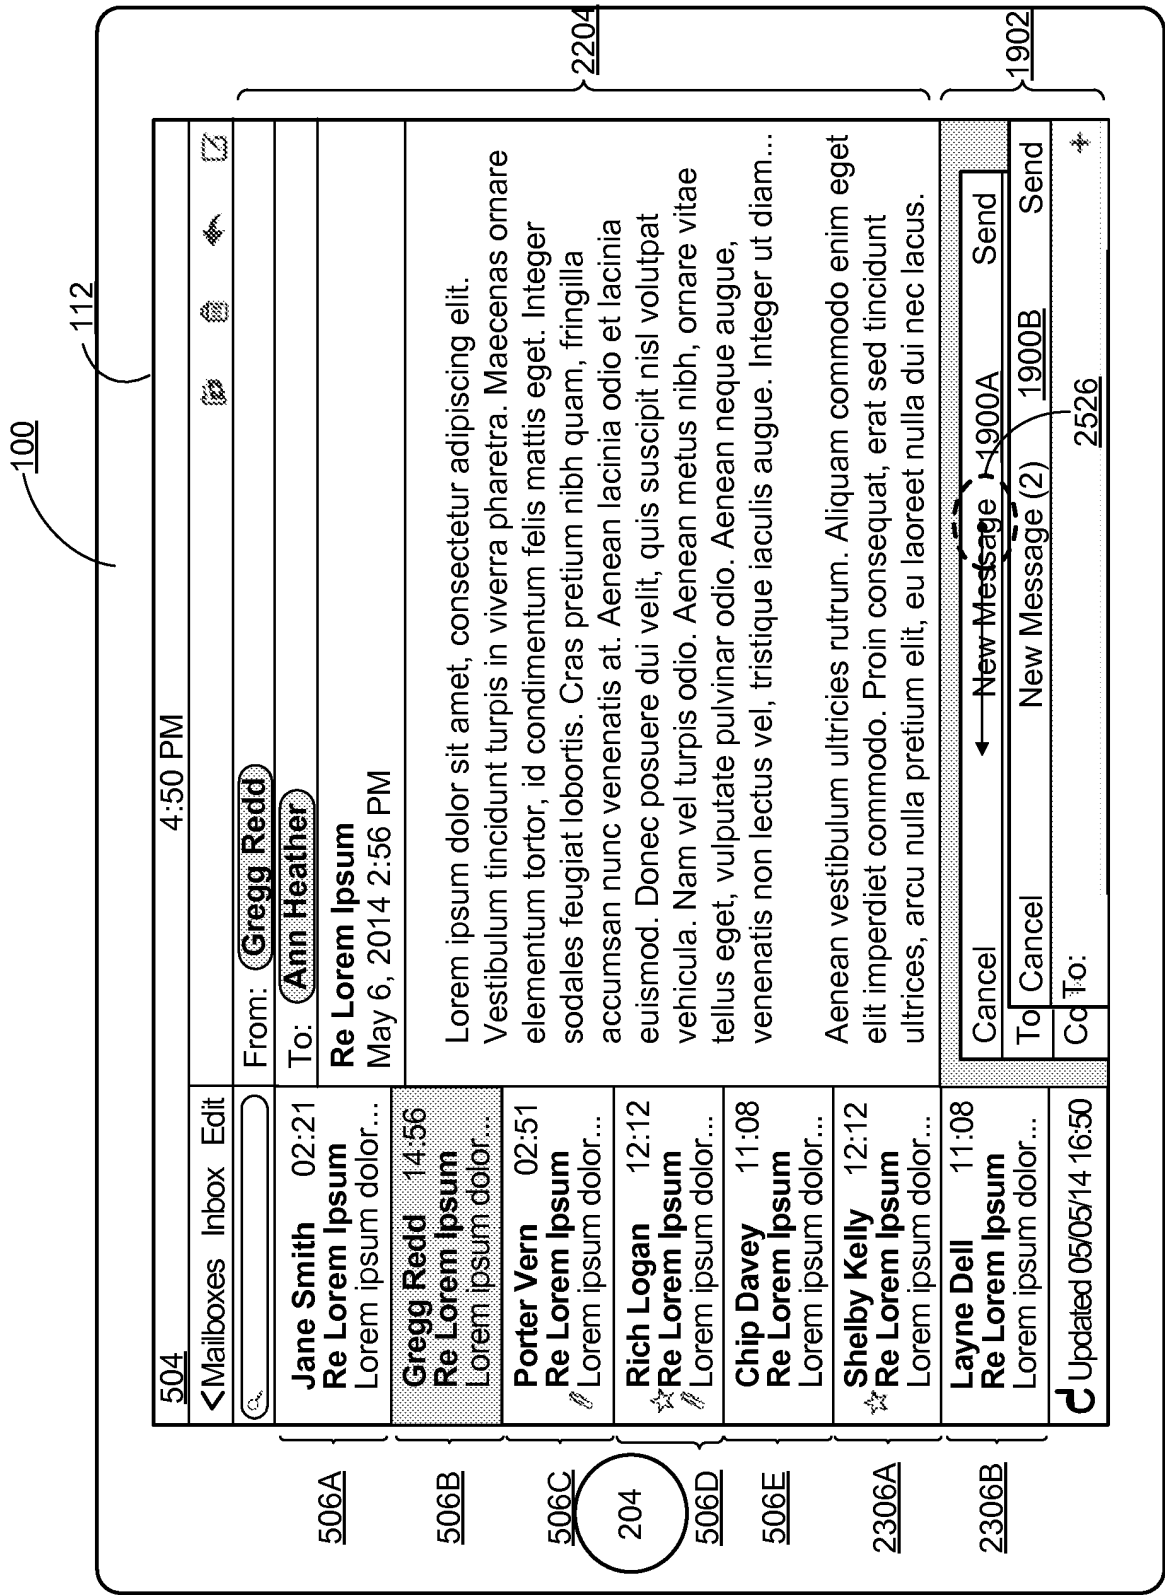 100
112
504
4:50 PM
<Mailboxes Inbox Edit
From: Gregg Redd
To: Ann Heather
Re Lorem Ipsum
May 6, 2014 2:56 PM
Lorem ipsum dolor sit amet, consectetur adipiscing elit.
Vestibulum tincidunt turpis in viverra pharetra. Maecenas ornare
elementum tortor, id condimentum felis mattis eget. Integer
sodales feugiat lobortis. Cras pretium nibh quam, fringilla
accumsan nunc venenatis at. Aenean lacinia odio et lacinia
euismod. Donec posuere dui velit, quis suscipit nisl volutpat
vehicula. Nam vel turpis odio. Aenean metus nibh, ornare vitae
tellus eget, vulputate pulvinar odio. Aenean neque augue,
venenatis non lectus vel, tristique iaculis augue. Integer ut diam...
Aenean vestibulum ultricies rutrum. Aliquam commodo enim eget
elit imperdiet commodo. Proin consequat, erat sed tincidunt
ultrices, arcu nulla pretium elit, eu laoreet nulla dui nec lacus.
2204
506A
Jane Smith 02:21
Re Lorem Ipsum
Lorem ipsum dolor...
506B
Gregg Redd 14:56
Re Lorem Ipsum
Lorem ipsum dolor...
506C
Porter Vern 02:51
Re Lorem Ipsum
Lorem ipsum dolor...
204
506D
Rich Logan 12:12
Re Lorem Ipsum
Lorem ipsum dolor...
506E
Chip Davey 11:08
Re Lorem Ipsum
Lorem ipsum dolor...
2306A
Shelby Kelly 12:12
Re Lorem Ipsum
Lorem ipsum dolor...
2306B
Layne Dell 11:08
Re Lorem Ipsum
Lorem ipsum dolor...
Updated 05/05/14 16:50
Cancel New Message 1900A Send
To Cancel New Message (2) 1900B Send
Cc To:
2526
1902